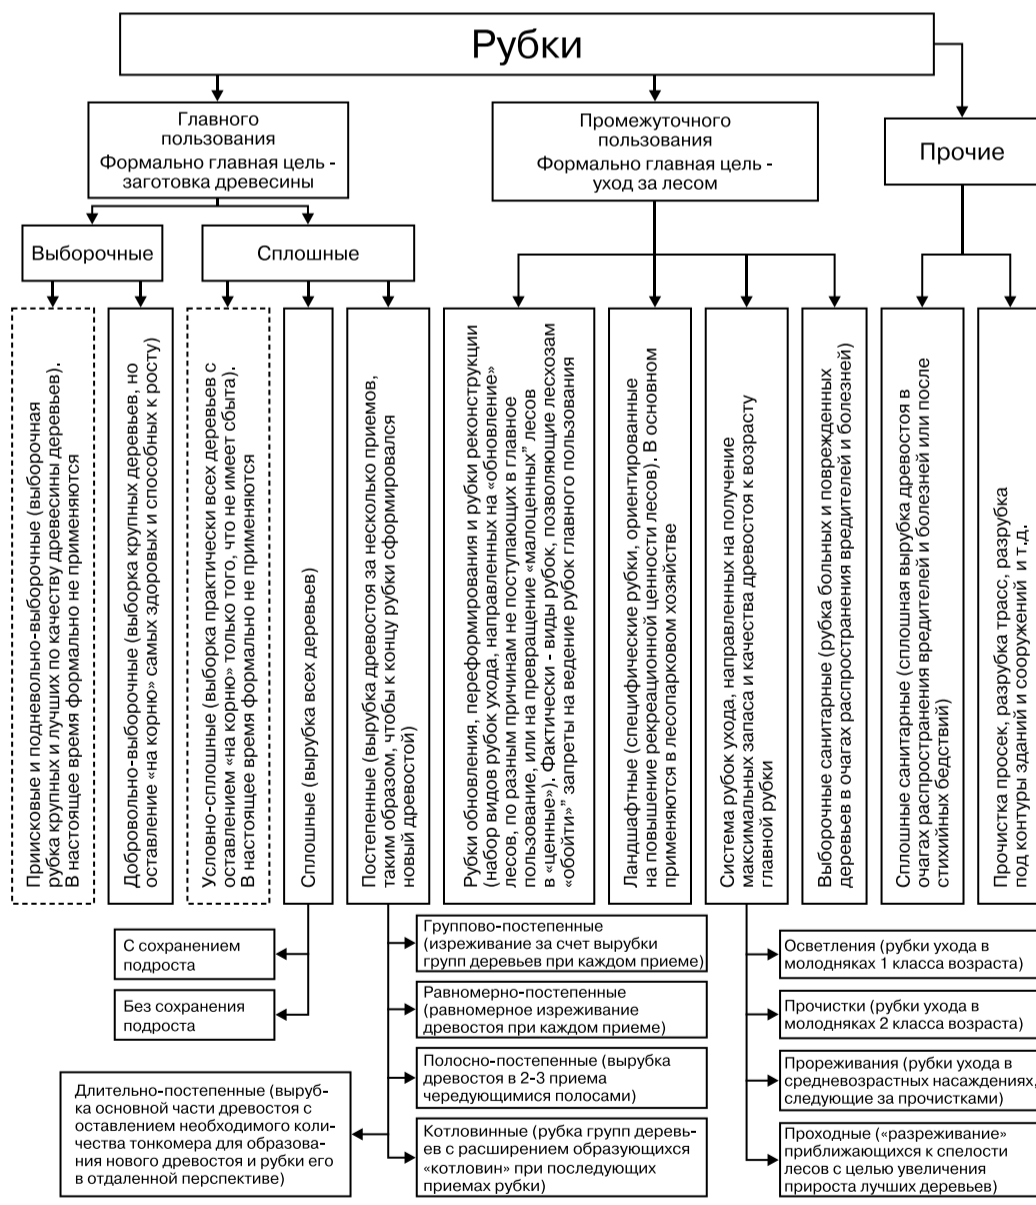 Рубки
Главного
пользования
Формально главная цель -
заготовка древесины
Промежуточного
пользования
Формально главная цель -
уход за лесом
Прочие
Выборочные
Сплошные
Приисковые и подневольно-выборочные (выборочная
рубка крупных и лучших по качеству древесины деревьев).
В настоящее время формально не применяются
Добровольно-выборочные (выборка крупных деревьев, но
оставление «на корню» самых здоровых и способных к росту)
Условно-сплошные (выборка практически всех деревьев с
оставлением «на корню” только того, что не имеет сбыта).
В настоящее время формально не применяются
Сплошные (вырубка всех деревьев)
Постепенные (вырубка древостоя за несколько приемов,
таким образом, чтобы к концу рубки сформировался
новый древостой)
Рубки обновления, переформирования и рубки реконструкции
(набор видов рубок ухода, направленных на «обновление»
лесов, по разным причинам не поступающих в главное
пользование, или на превращение «малоценных” лесов
в «ценные»). Фактически - виды рубок, позволяющие лесхозам
«обойти»” запреты на ведение рубок главного пользования
Ландшафтные (специфические рубки, ориентированные
на повышение рекреационной ценности лесов). В основном
применяются в лесопарковом хозяйстве
Система рубок ухода, направленных на получение
максимальных запаса и качества древостоя к возрасту
главной рубки
Выборочные санитарные (рубка больных и поврежденных
деревьев в очагах распространения вредителей и болезней)
Сплошные санитарные (сплошная вырубка древостоев в
очагах распространения вредителей и болезней или после
стихийных бедствий)
Прочистка просек, разрубка трасс, разрубка
под контуры зданий и сооружений и т.д.
С сохранением
подроста
Без сохранения
подроста
Длительно-постепенные (выруб-
ка основной части древостоя с
оставлением необходимого коли-
чества тонкомера для образова-
ния нового древостоя и рубки его
в отдаленной перспективе)
Группово-постепенные
(изреживание за счет вырубки
групп деревьев при каждом приеме)
Равномерно-постепенные
(равномерное изреживание
древостоя при каждом приеме)
Полосно-постепенные (вырубка
древостоя в 2-3 приема
чередующимися полосами)
Котловинные (рубка групп деревь-
ев с расширением образующихся
«котловин” при последующих
приемах рубки)
Осветления (рубки ухода в
молодняках 1 класса возраста)
Прочистки (рубки ухода в
молодняках 2 класса возраста)
Прореживания (рубки ухода в
средневозрастных насаждениях,
следующие за прочистками)
Проходные («разреживание”
приближающихся к спелости
лесов с целью увеличения
прироста лучших деревьев)